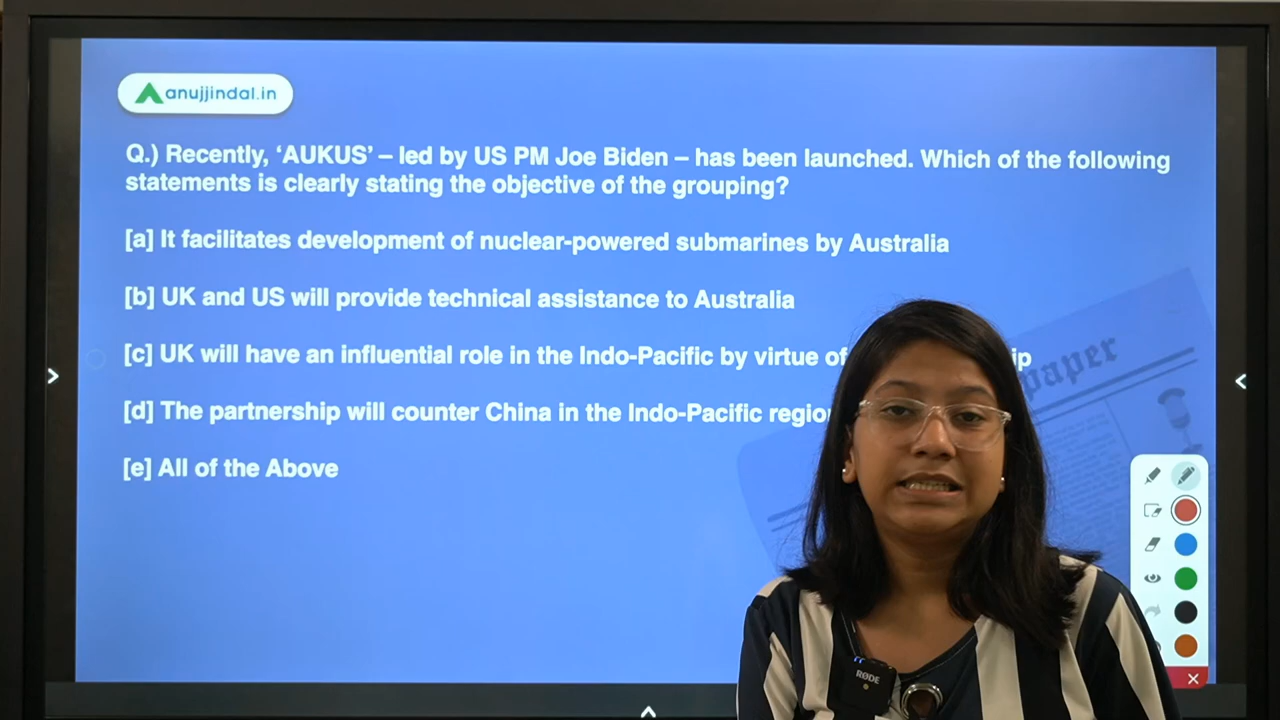 anujjindal.in
Q.) Recently, ‘AUKUS’ – led by US PM Joe Biden – has been launched. Which of the following
statements is clearly stating the objective of the grouping?
[a] It facilitates development of nuclear-powered submarines by Australia
[b] UK and US will provide technical assistance to Australia
[c] UK will have an influential role in the Indo-Pacific by virtue of
paper
[d] The partnership will counter China in the Indo-Pacific
[e] All of the Above
RØDE